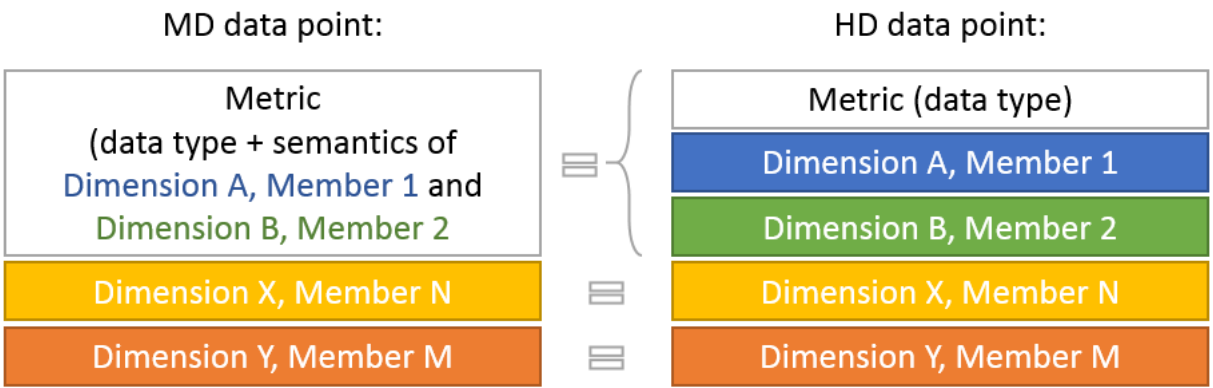 MD data point:
HD data point:
Metric
(data type + semantics of
Dimension A, Member 1 and
Dimension B, Member 2
Dimension X, Member N
Dimension Y, Member M
=
=
=
Metric (data type)
Dimension A, Member 1
Dimension B, Member 2
Dimension X, Member N
Dimension Y, Member M